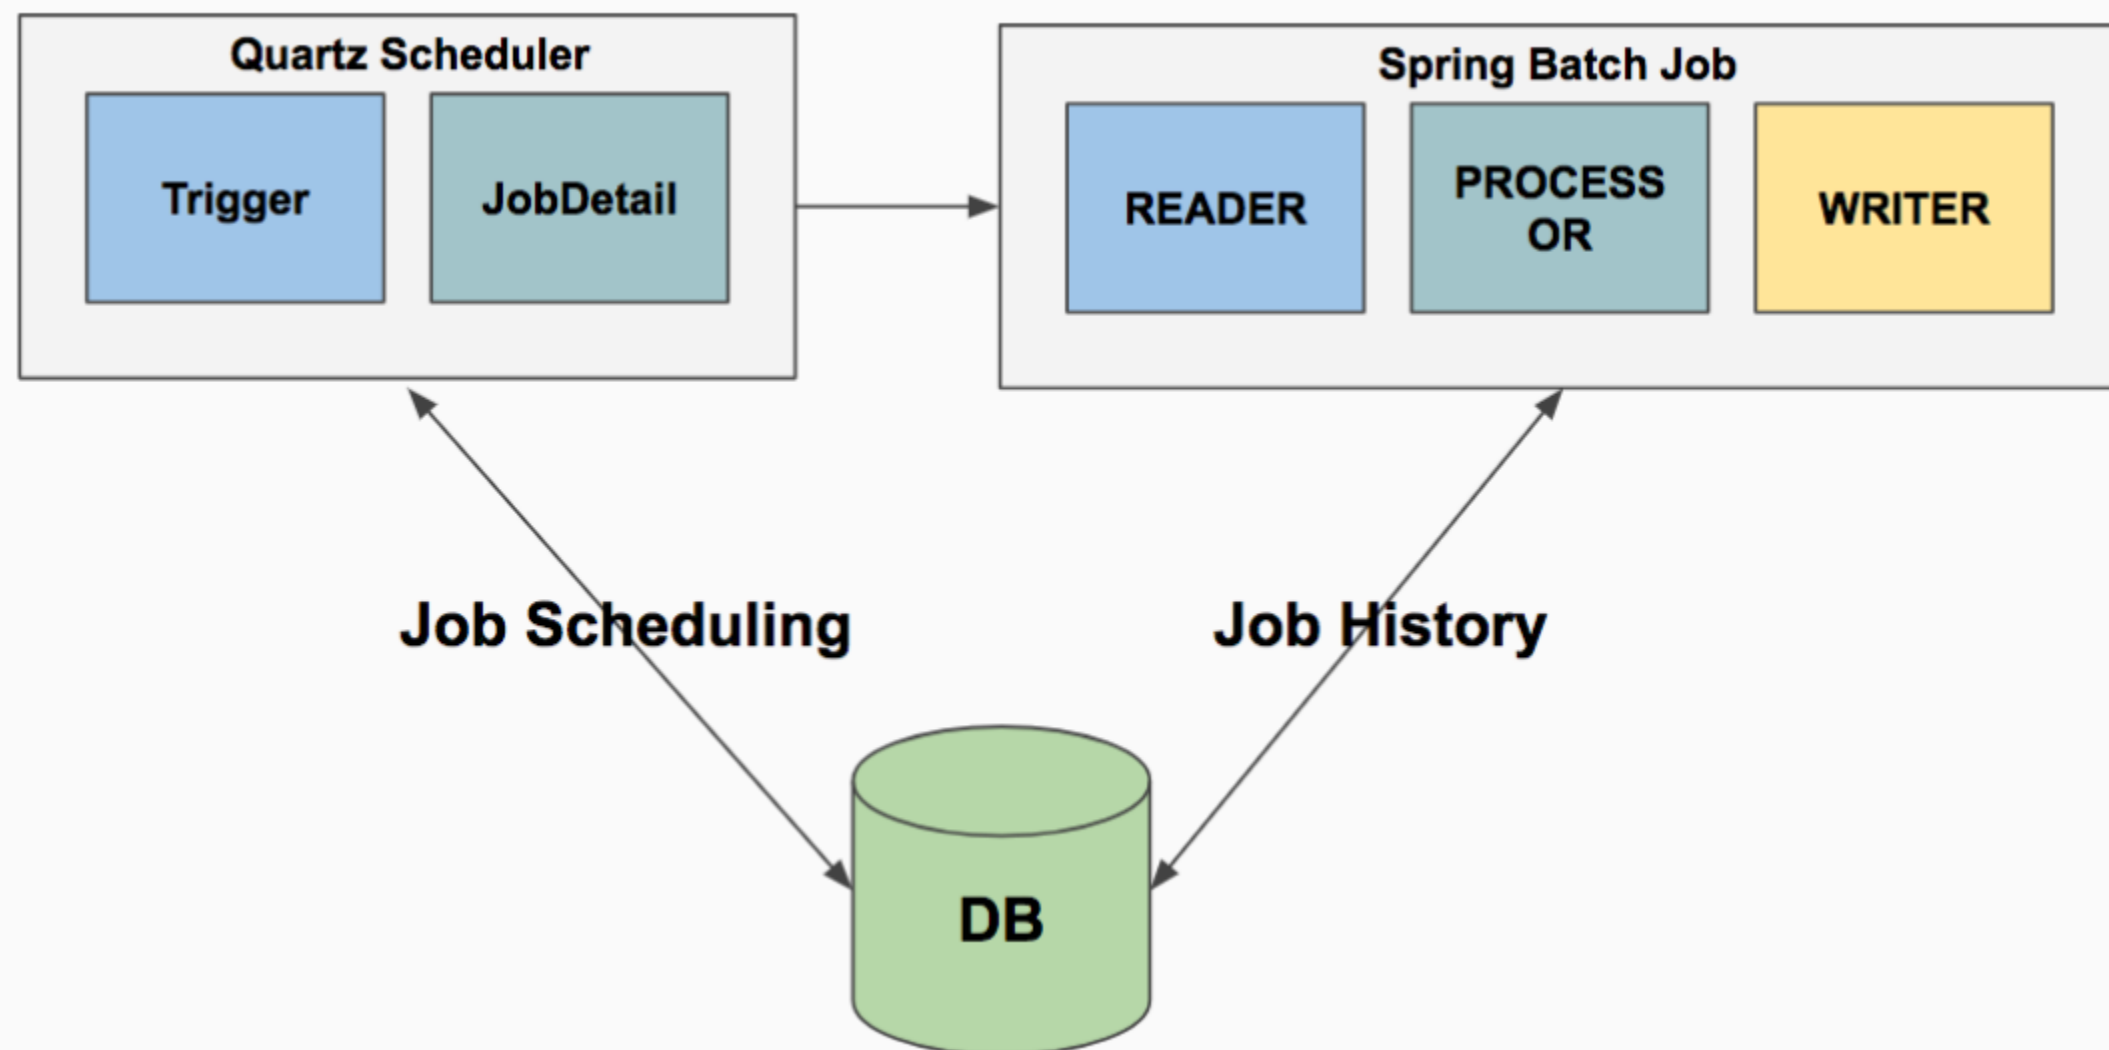 Quartz Scheduler
Trigger
JobDetail
Spring Batch Job
READER
PROCESS
OR
WRITER
Job Scheduling
Job History
DB